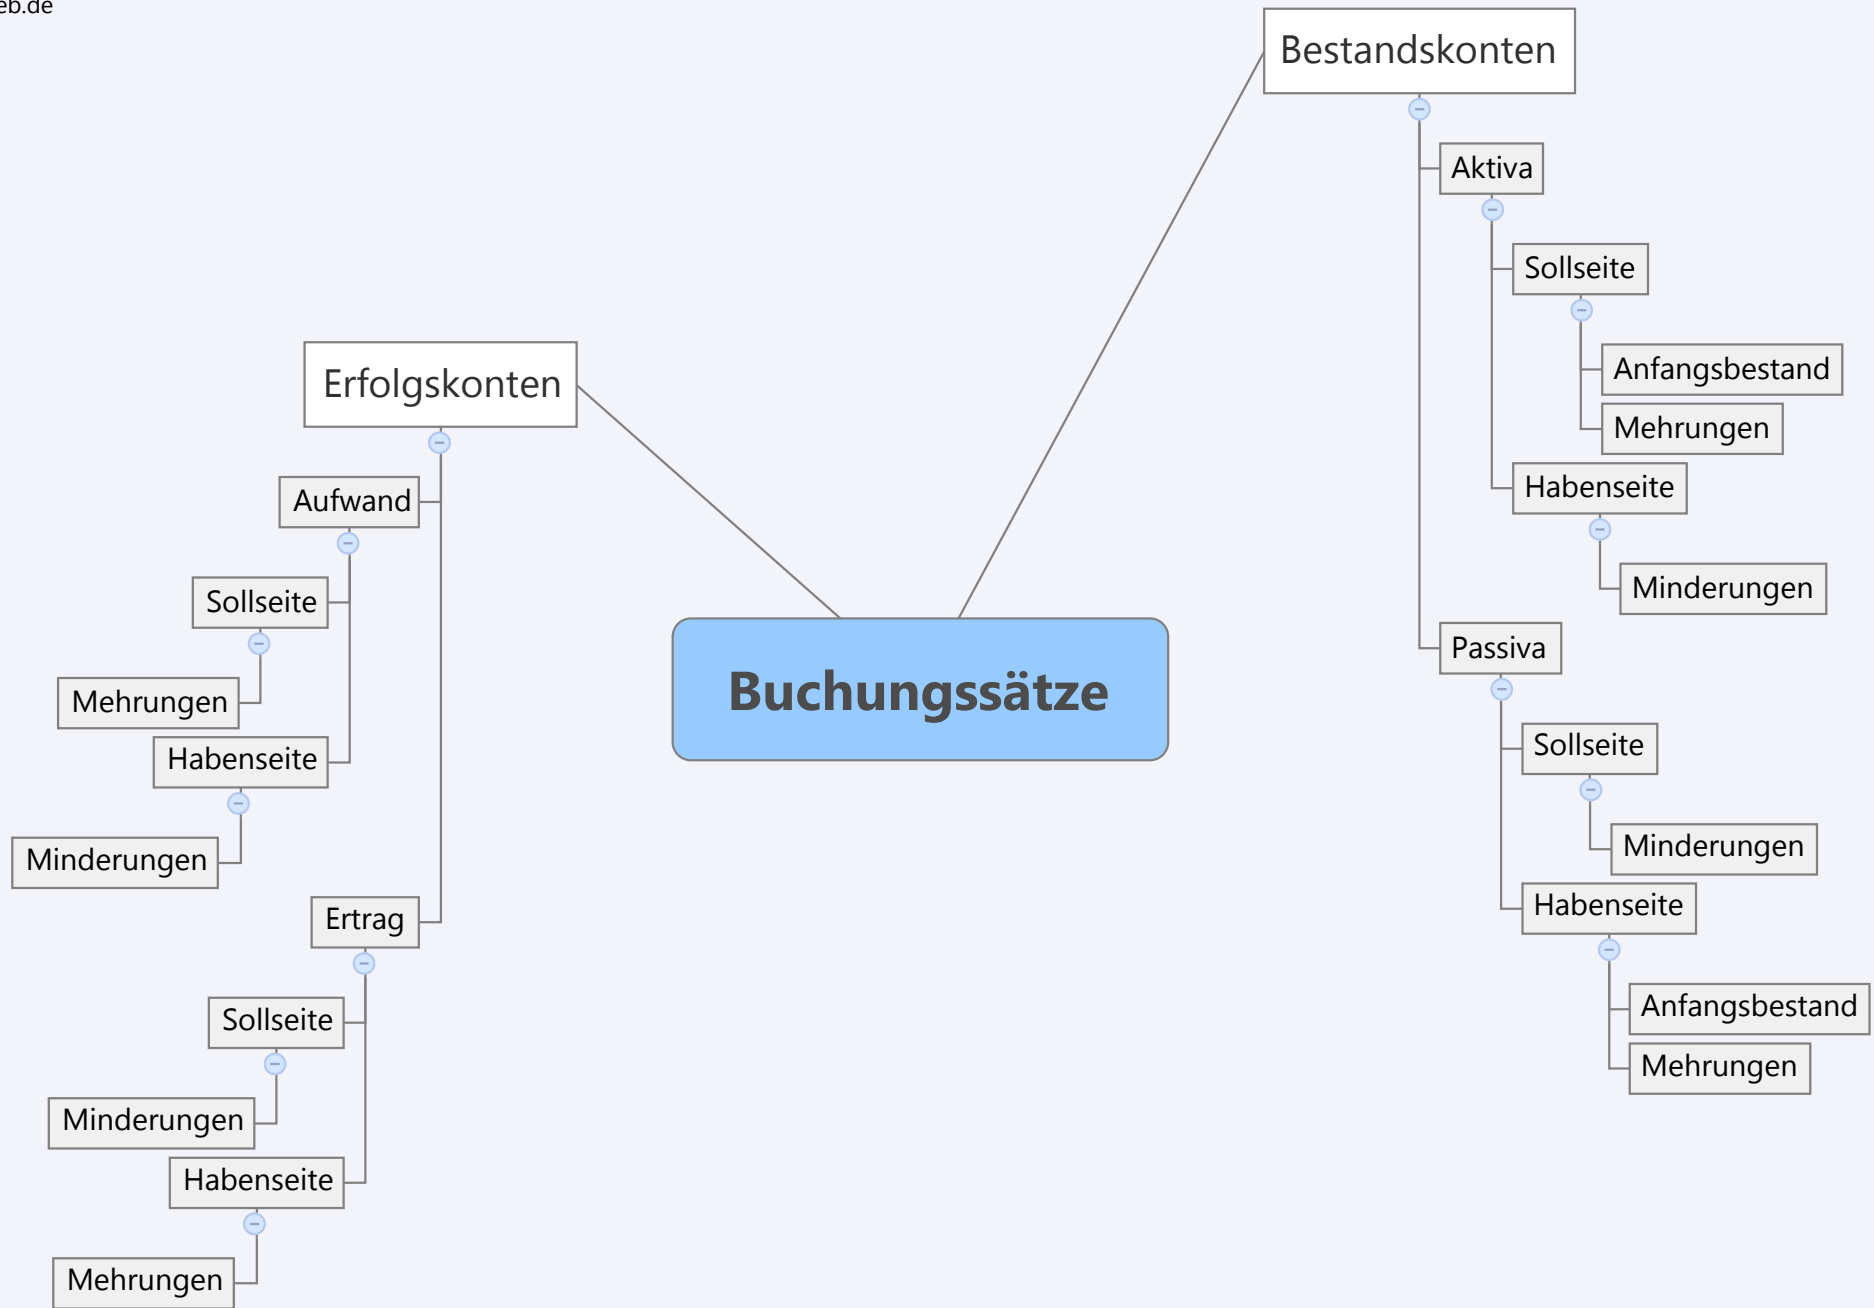 eb.de
Buchungssätze
Bestandskonten
Aktiva
Sollseite
Anfangsbestand
Mehrungen
Habenseite
Minderungen
Passiva
Sollseite
Minderungen
Habenseite
Anfangsbestand
Mehrungen
Erfolgskonten
Aufwand
Sollseite
Mehrungen
Habenseite
Minderungen
Ertrag
Sollseite
Minderungen
Habenseite
Mehrungen